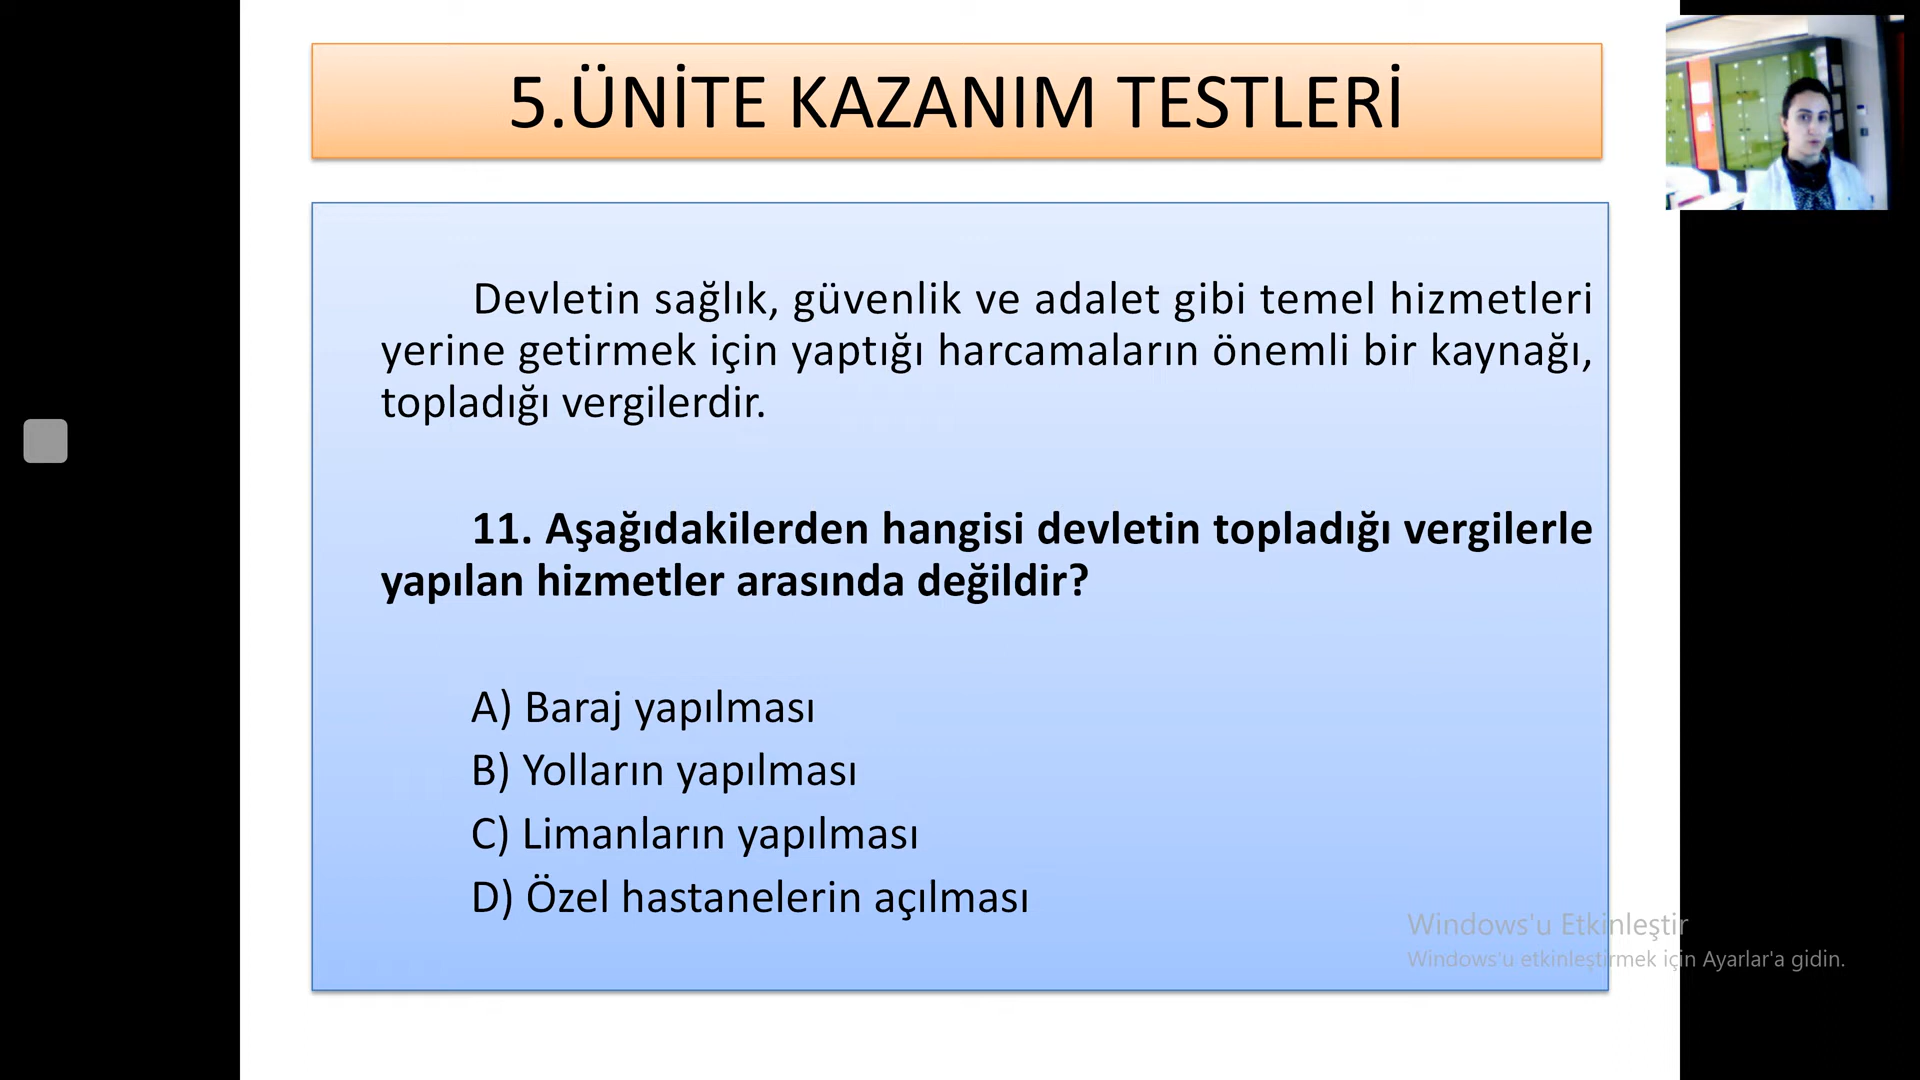 5.ÜNİTE KAZANIM TESTLERİ
Devletin sağlık, güvenlik ve adalet gibi temel hizmetleri
yerine getirmek için yaptığı harcamaların önemli bir kaynağı,
topladığı vergilerdir.
11. Aşağıdakilerden hangisi devletin topladığı vergilerle
yapılan hizmetler arasında değildir?
A) Baraj yapılması
B) Yolların yapılması
C) Limanların yapılması
D) Özel hastanelerin açılması
Windows'u Etkinleştir
Windows'u etkinleştirmek için Ayarlar'a gidin.